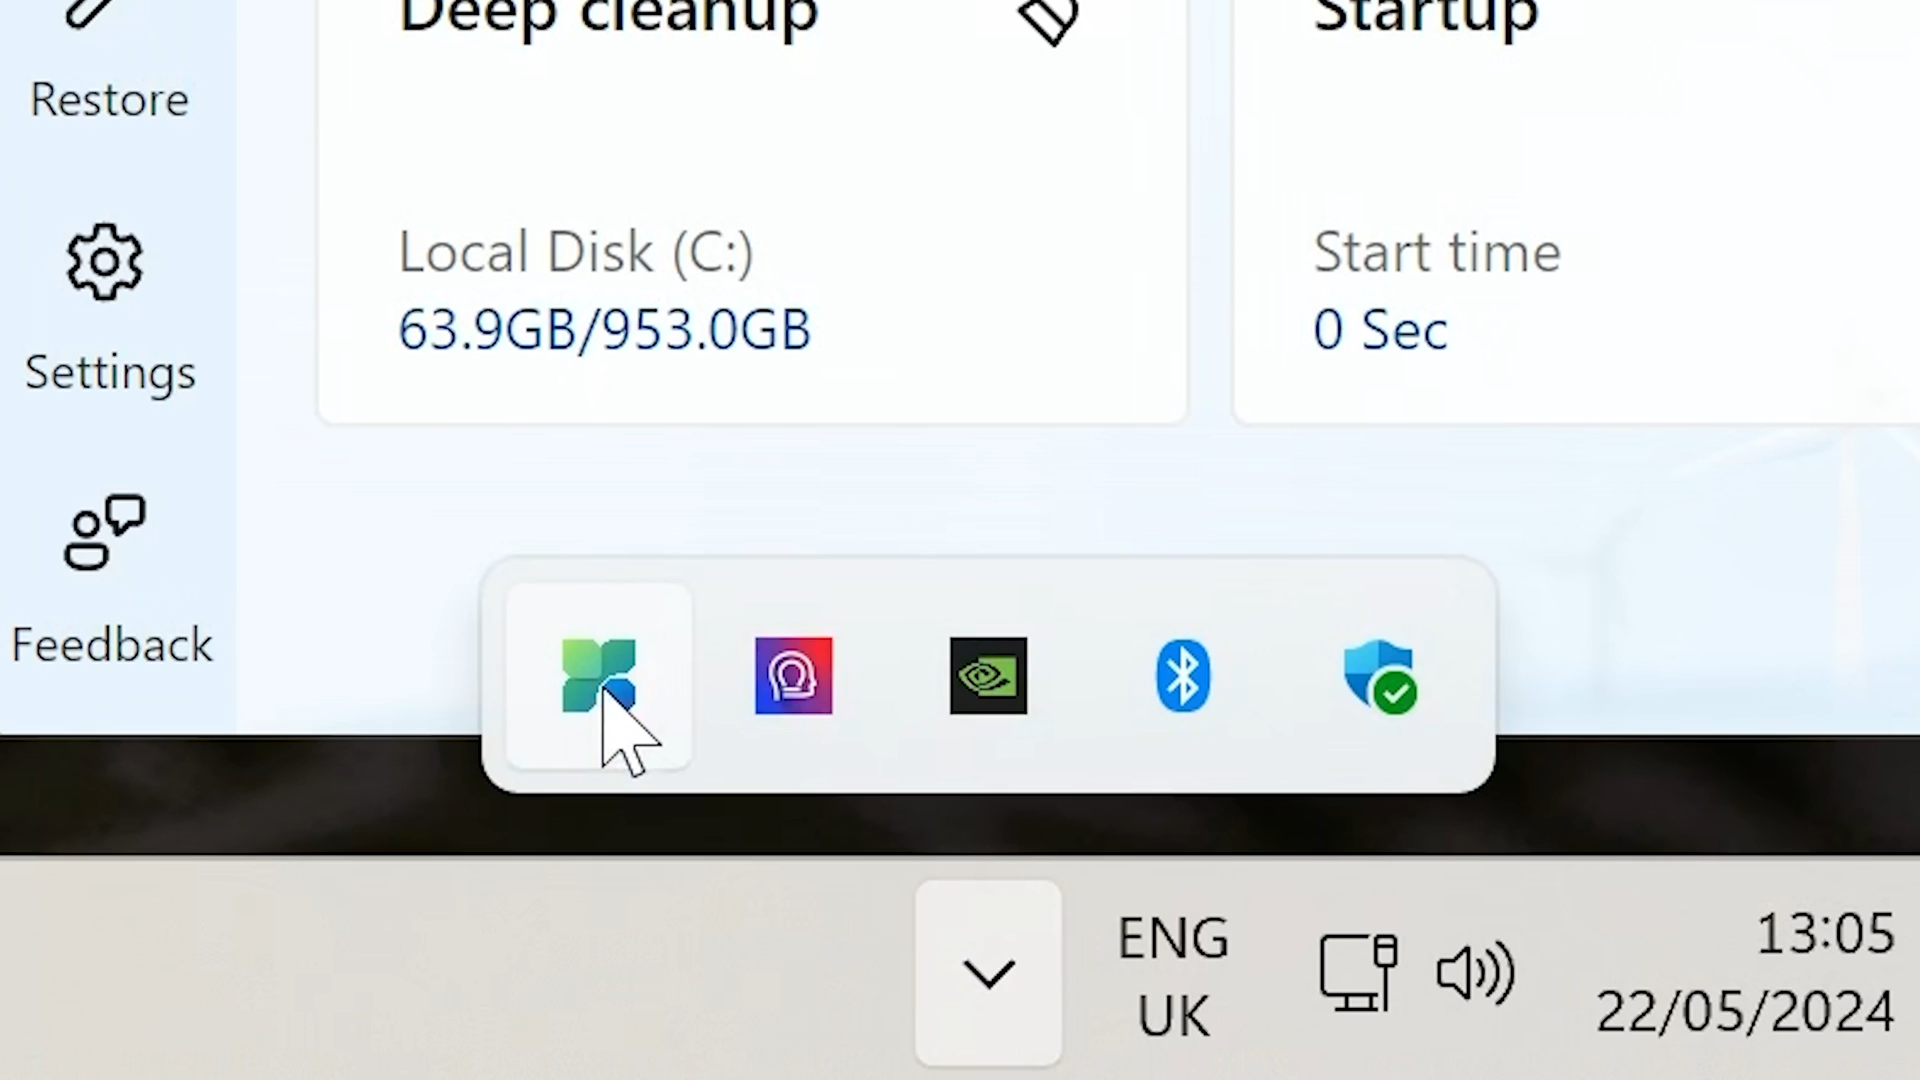 Deep cleanup
Startup
Restore
Local Disk (C:)
63.9GB/953.0GB
Start time
0 Sec
Settings
Feedback
ENG
UK
13:05
22/05/2024